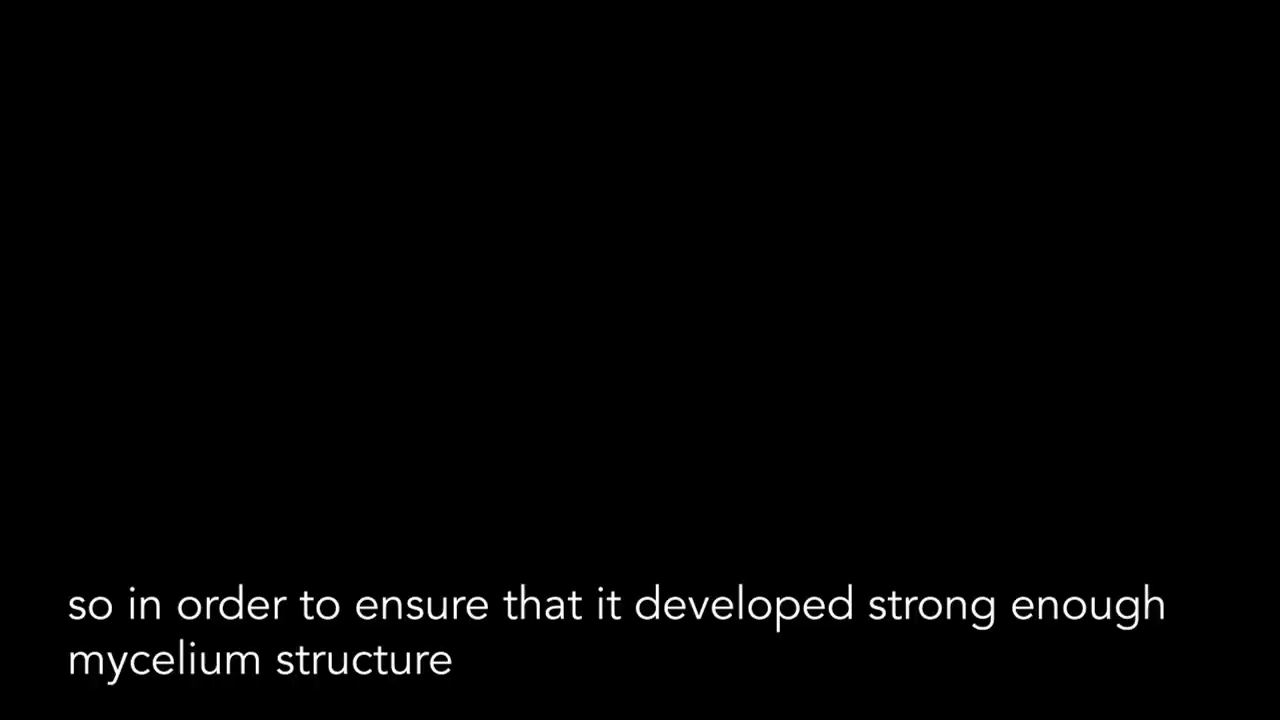 so in order to ensure that it developed strong enough
mycelium structure